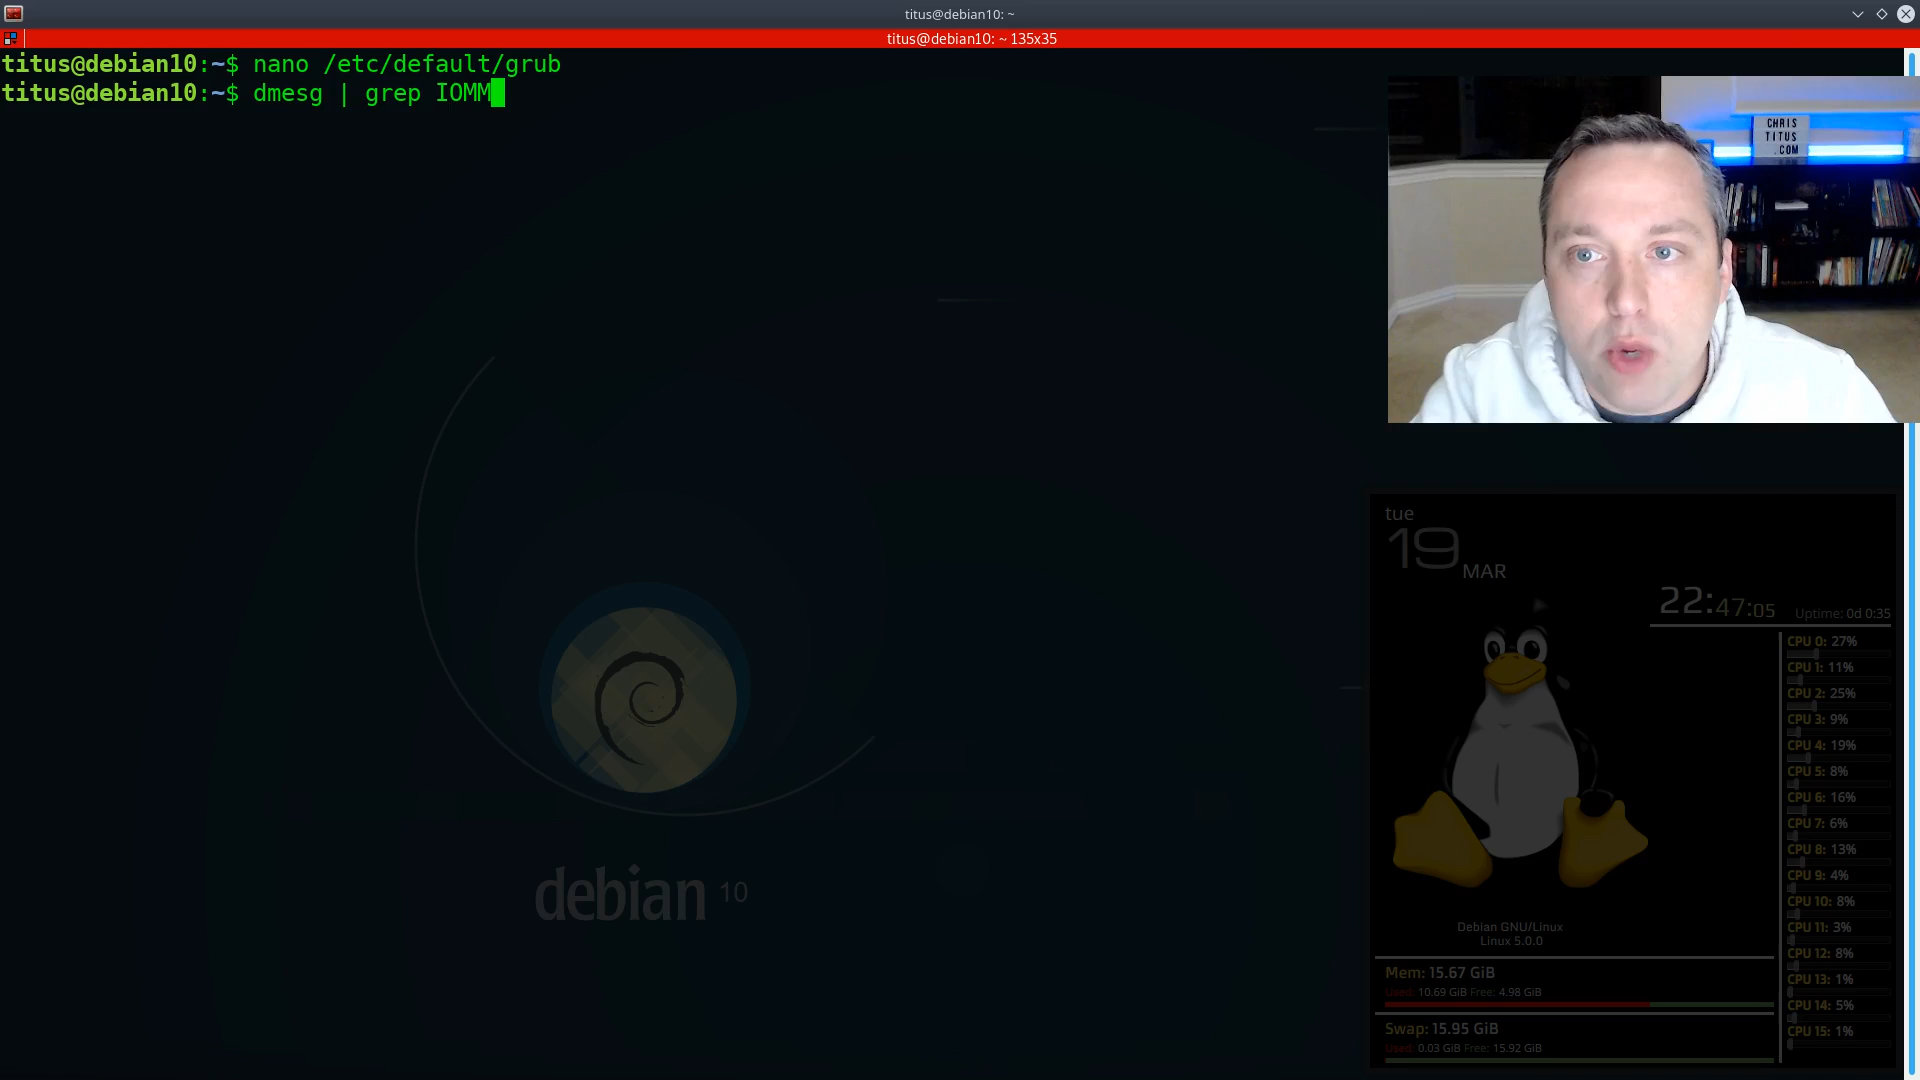 titus@debian10: ~
titus@debian10: ~ 135x35
titus@debian10:~$ nano /etc/default/grub
titus@debian10:~$ dmesg | grep IOMM
CHRIS
TITUS
.COM
tue
19
MAR
22:47:05 Uptime: 0d 0:35
CPU 0: 27%
CPU 1: 11%
CPU 2: 25%
CPU 3: 9%
CPU 4: 19%
CPU 5: 8%
CPU 6: 16%
CPU 7: 6%
CPU 8: 13%
CPU 9: 4%
CPU 10: 8%
CPU 11: 3%
CPU 12: 8%
CPU 13: 1%
CPU 14: 5%
CPU 15: 1%
debian 10
Debian GNU/Linux
Linux 5.0.0
Mem: 15.67 GiB
Used: 10.69 GiB Free: 4.98 GiB
Swap: 15.95 GiB
Used: 0.03 GiB Free: 15.92 GiB